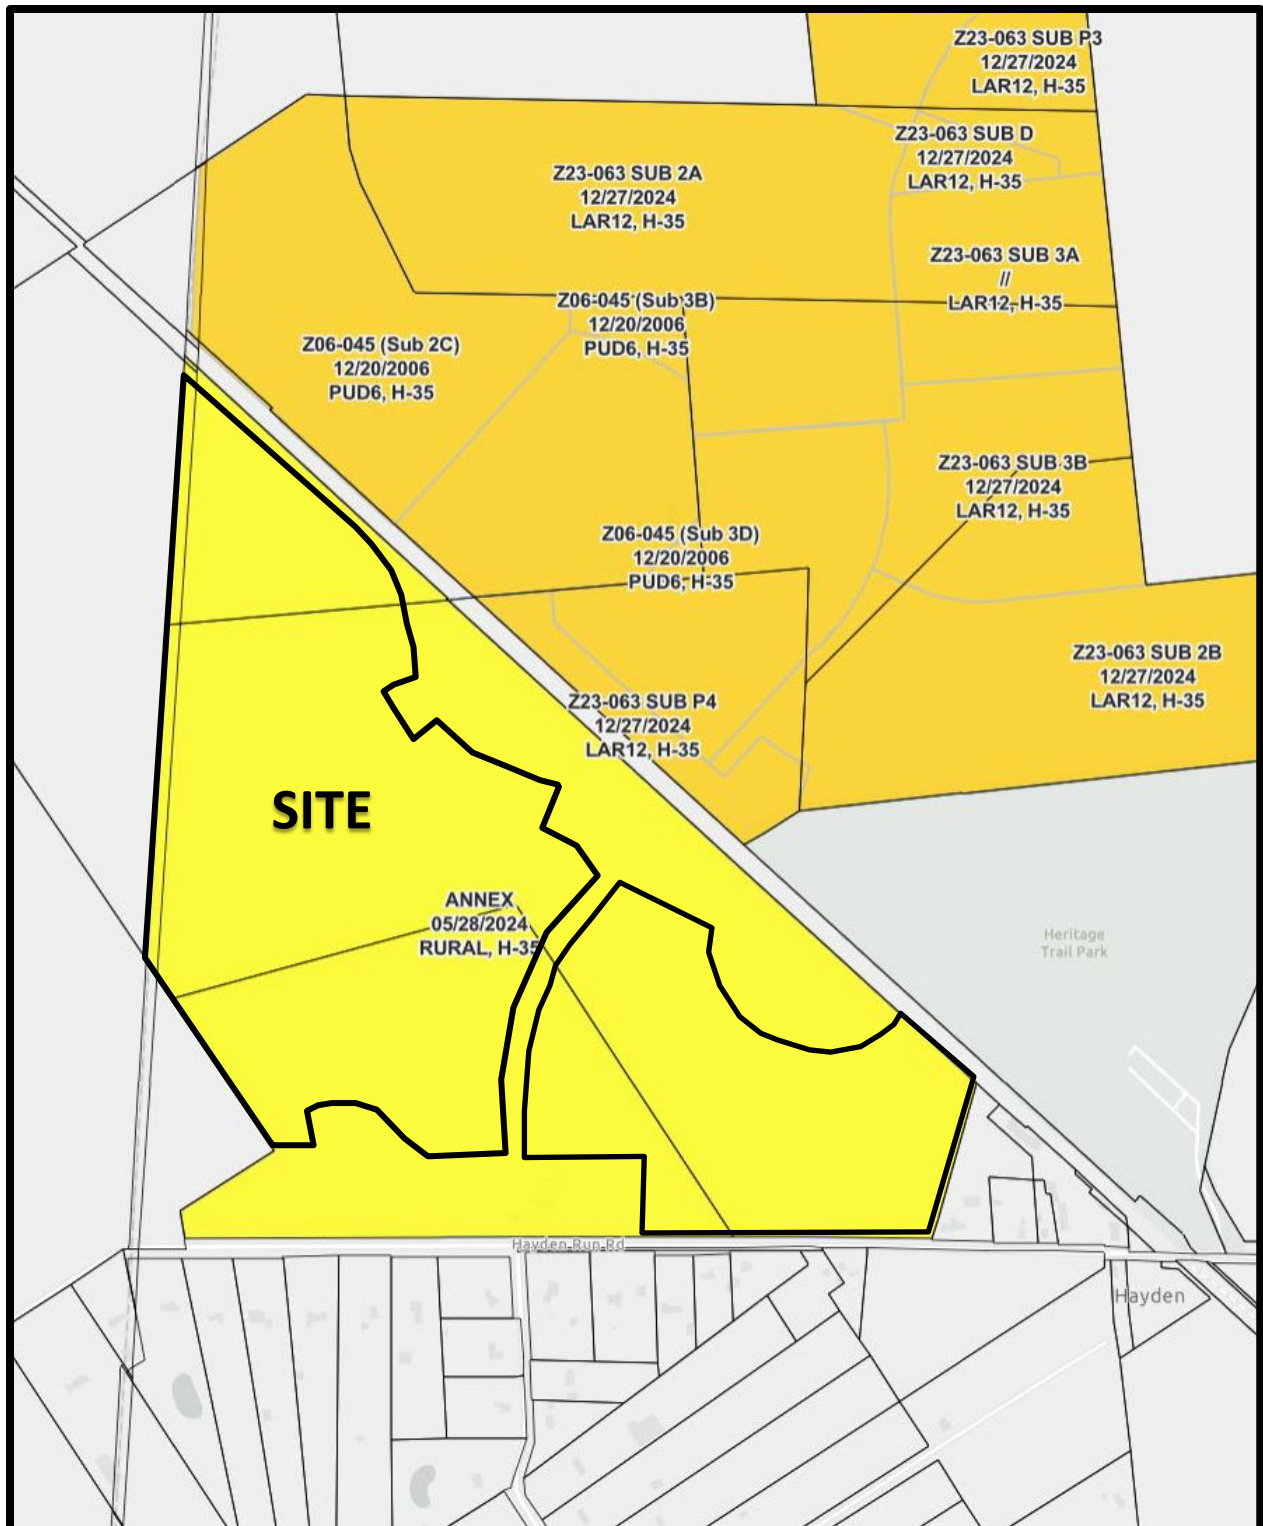 Z23-063 SUB P3
12/27/2024
LAR12, H-35
Z23-063 SUB D
12/27/2024
LAR12, H-35
Z23-063 SUB 2A
12/27/2024
LAR12, H-35
Z23-063 SUB 3A
//
LAR12, H-35
Z06-045 (Sub 3B)
12/20/2006
PUD6, H-35
Z06-045 (Sub 2C)
12/20/2006
PUD6, H-35
Z23-063 SUB 3B
12/27/2024
LAR12, H-35
Z06-045 (Sub 3D)
12/20/2006
PUD6, H-35
Z23-063 SUB 2B
12/27/2024
LAR12, H-35
Z23-063 SUB P4
12/27/2024
LAR12, H-35
SITE
ANNEX
05/28/2024
RURAL, H-35
Heritage
Trail Park
Hayden Run Rd
Hayden